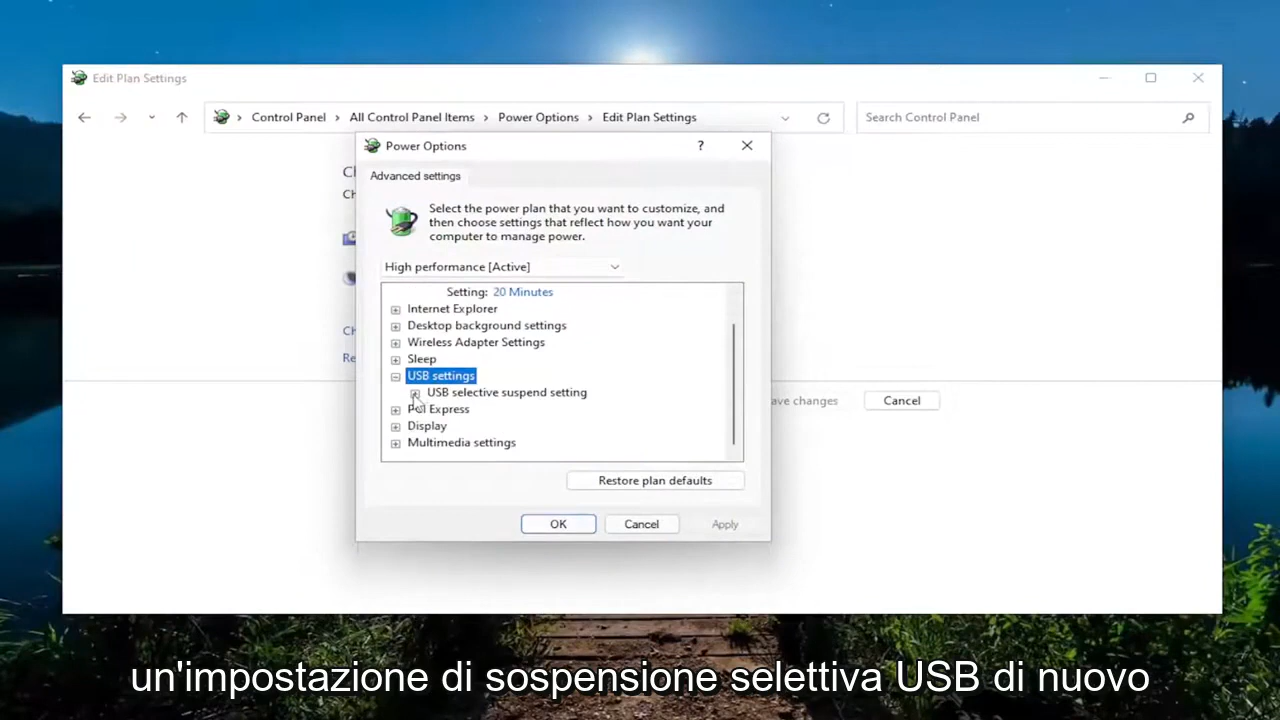 Edit Plan Settings
Control Panel > All Control Panel Items > Power Options > Edit Plan Settings
Search Control Panel
Power Options
?
Advanced settings
Ch
Ch
Select the power plan that you want to customize, and
then choose settings that reflect how you want your
computer to manage power.
High performance [Active]
Setting: 20 Minutes
Internet Explorer
Desktop background settings
Wireless Adapter Settings
Sleep
USB settings
USB selective suspend setting
PCI Express
Display
Multimedia settings
Ch
Re
ave changes
Cancel
Restore plan defaults
OK
Cancel
Apply
un'impostazione di sospensione selettiva USB di nuovo